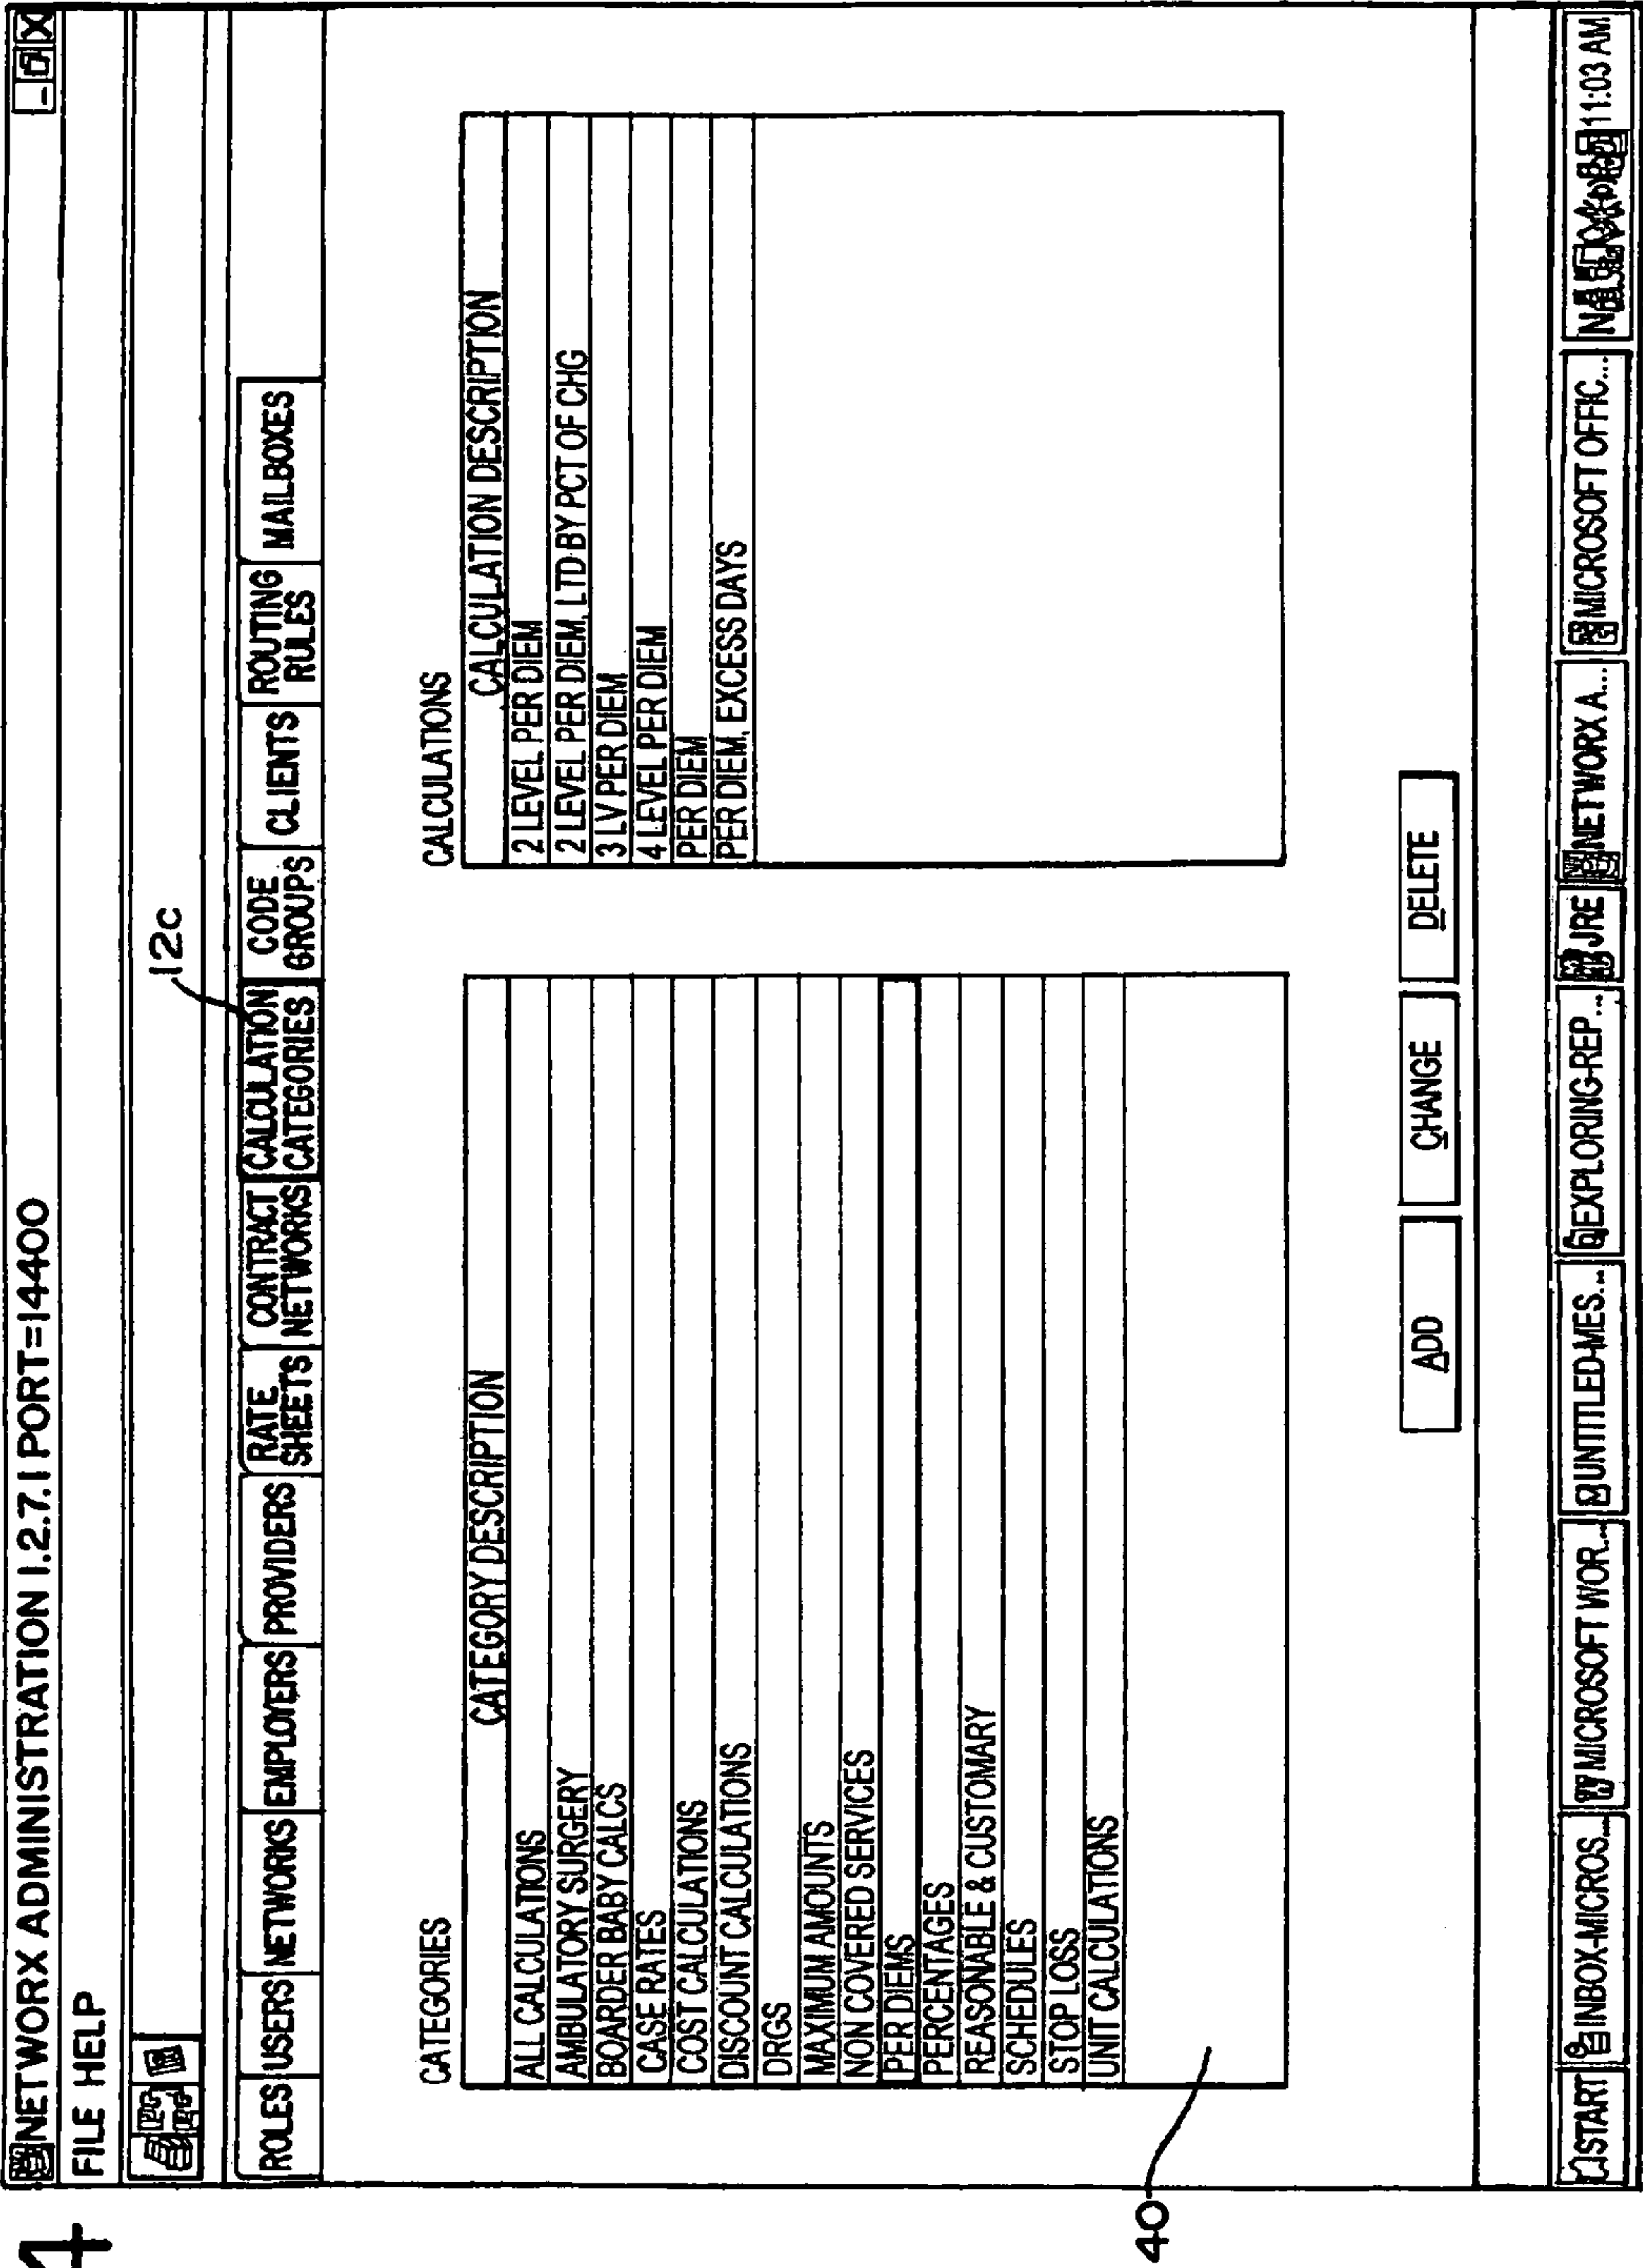 4
NETWORX ADMINISTRATION 1.2.7.1 PORT=14400
FILE HELP
12c
ROLES USERS NETWORKS EMPLOYERS PROVIDERS RATE SHEETS CONTRACT NETWORKS CALCULATION CATEGORIES CODE GROUPS CLIENTS ROUTING RULES MAILBOXES
CATEGORIES
CATEGORY DESCRIPTION
ALL CALCULATIONS
AMBULATORY SURGERY
BOARDER BABY CALCS
CASE RATES
COST CALCULATIONS
DISCOUNT CALCULATIONS
DRGS
MAXIMUM AMOUNTS
NON COVERED SERVICES
PER DIEMS
PERCENTAGES
REASONABLE & CUSTOMARY
SCHEDULES
STOP LOSS
UNIT CALCULATIONS
40
CALCULATIONS
CALCULATION DESCRIPTION
2 LEVEL PER DIEM
2 LEVEL PER DIEM, LTD BY PCT OF CHG
3 LV PER DIEM
4 LEVEL PER DIEM
PER DIEM
PER DIEM, EXCESS DAYS
ADD CHANGE DELETE
START INBOX-MICROS... MICROSOFT WOR... UNTITLED-MES... EXPLORING-REP... JRE NETWORX A... MICROSOFT OFFIC... 11:03 AM